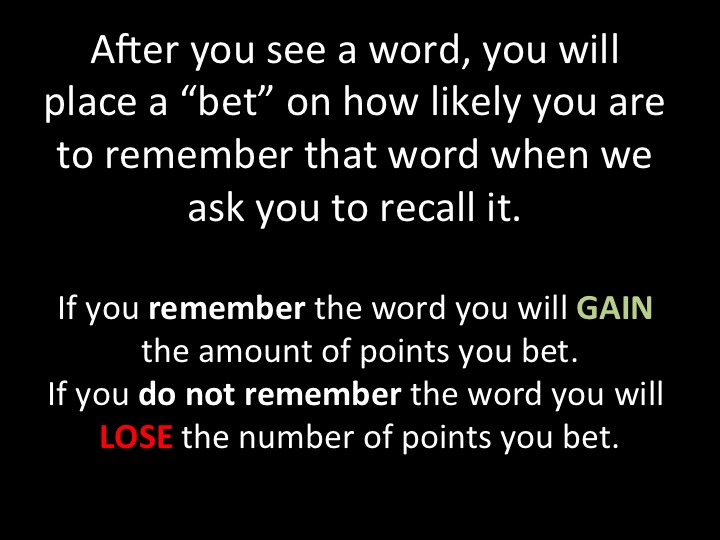 After you see a word, you will
place a “bet” on how likely you are
to remember that word when we
ask you to recall it.
If you remember the word you will GAIN
the amount of points you bet.
If you do not remember the word you will
LOSE the number of points you bet.